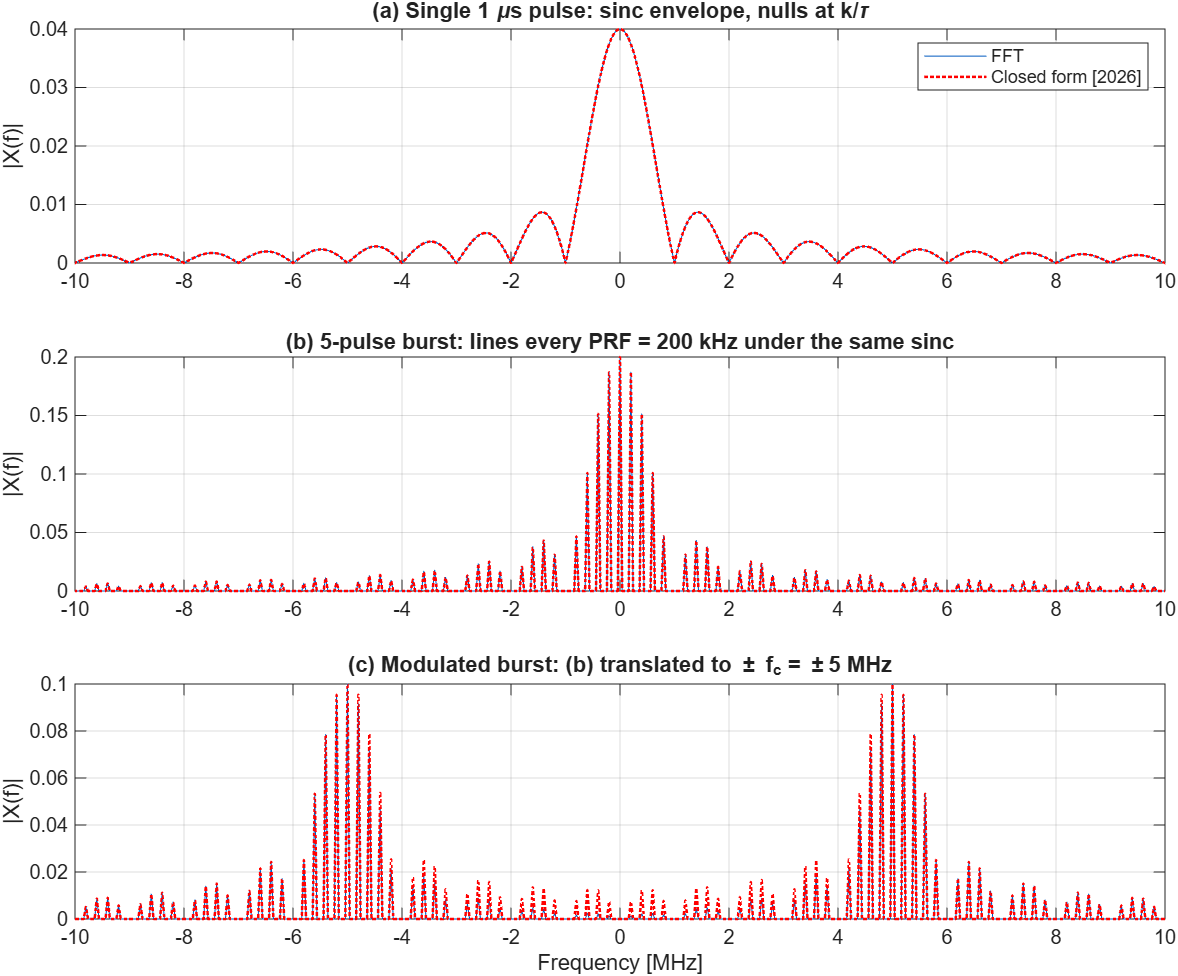 (a) Single 1 μs pulse: sinc envelope, nulls at k/τ
|X(f)|
0.04
0.03
0.02
0.01
0
FFT
Closed form [2026]
-10 -8 -6 -4 -2 0 2 4 6 8 10
(b) 5-pulse burst: lines every PRF = 200 kHz under the same sinc
|X(f)|
0.2
0.15
0.1
0.05
0
-10 -8 -6 -4 -2 0 2 4 6 8 10
(c) Modulated burst: (b) translated to ± fc = ± 5 MHz
|X(f)|
0.1
0.08
0.06
0.04
0.02
0
-10 -8 -6 -4 -2 0 2 4 6 8 10
Frequency [MHz]